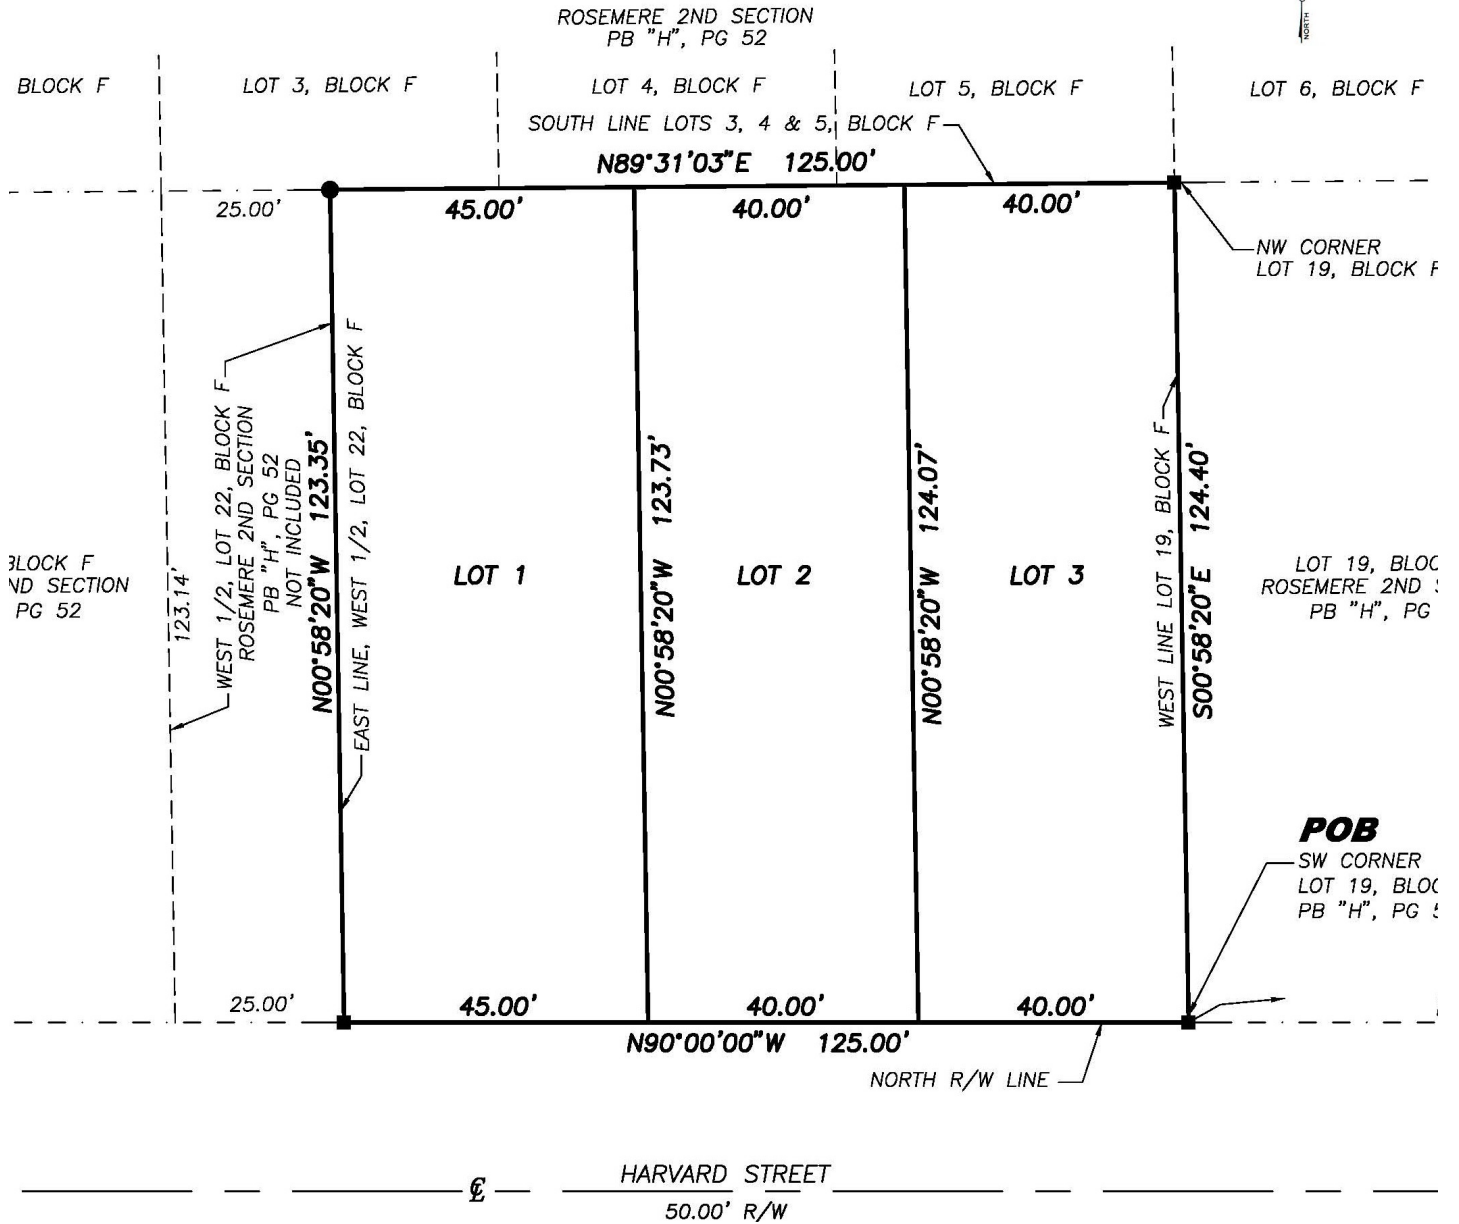 ROSEMERE 2ND SECTION
PB "H", PG 52
NORTH
BLOCK F
LOT 3, BLOCK F
LOT 4, BLOCK F
LOT 5, BLOCK F
LOT 6, BLOCK F
SOUTH LINE LOTS 3, 4 & 5, BLOCK F
N89°31'03"E 125.00'
25.00'
45.00'
40.00'
40.00'
NW CORNER
LOT 19, BLOCK F
WEST 1/2, LOT 22, BLOCK F
ROSEMERE 2ND SECTION
PB "H", PG 52
NOT INCLUDED
N00°58'20"W 123.35'
EAST LINE, WEST 1/2, LOT 22, BLOCK F
N00°58'20"W 123.73'
N00°58'20"W 124.07'
WEST LINE LOT 19, BLOCK F
S00°58'20"E 124.40'
BLOCK F
ND SECTION
PG 52
123.14'
LOT 1
LOT 2
LOT 3
LOT 19, BLOC
ROSEMERE 2ND
PB "H", PG
POB
SW CORNER
LOT 19, BLOC
PB "H", PG
25.00'
45.00'
40.00'
40.00'
N90°00'00"W 125.00'
NORTH R/W LINE
HARVARD STREET
℄
50.00' R/W